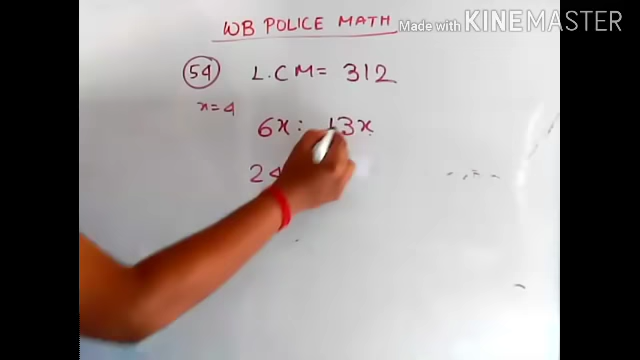 WB POLICE MATH
Made with KINEMASTER
54 L.C M= 312
x=4
6x: 13x
24